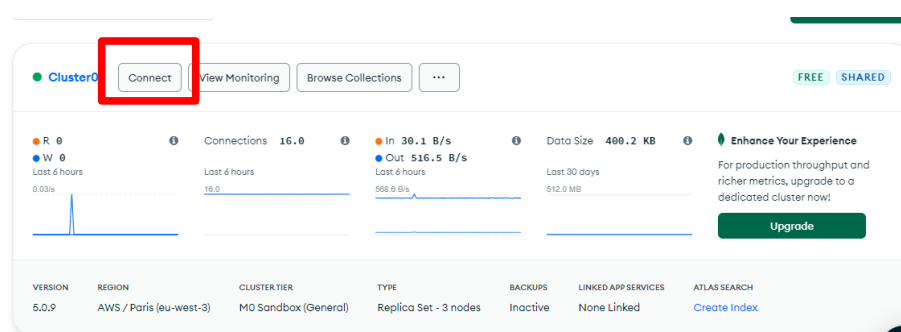 Cluster0
Connect
View Monitoring
Browse Collections
...
FREE
SHARED
R 0
W 0
Last 6 hours
0.03/s
Connections 16.0
Last 6 hours
16.0
In 30.1 B/s
Out 516.5 B/s
Last 6 hours
568.6 B/s
Data Size 400.2 KB
Last 30 days
512.0 MB
Enhance Your Experience
For production throughput and
richer metrics, upgrade to a
dedicated cluster now!
Upgrade
VERSION
5.0.9
REGION
AWS / Paris (eu-west-3)
CLUSTER TIER
M0 Sandbox (General)
TYPE
Replica Set - 3 nodes
BACKUPS
Inactive
LINKED APP SERVICES
None Linked
ATLAS SEARCH
Create Index